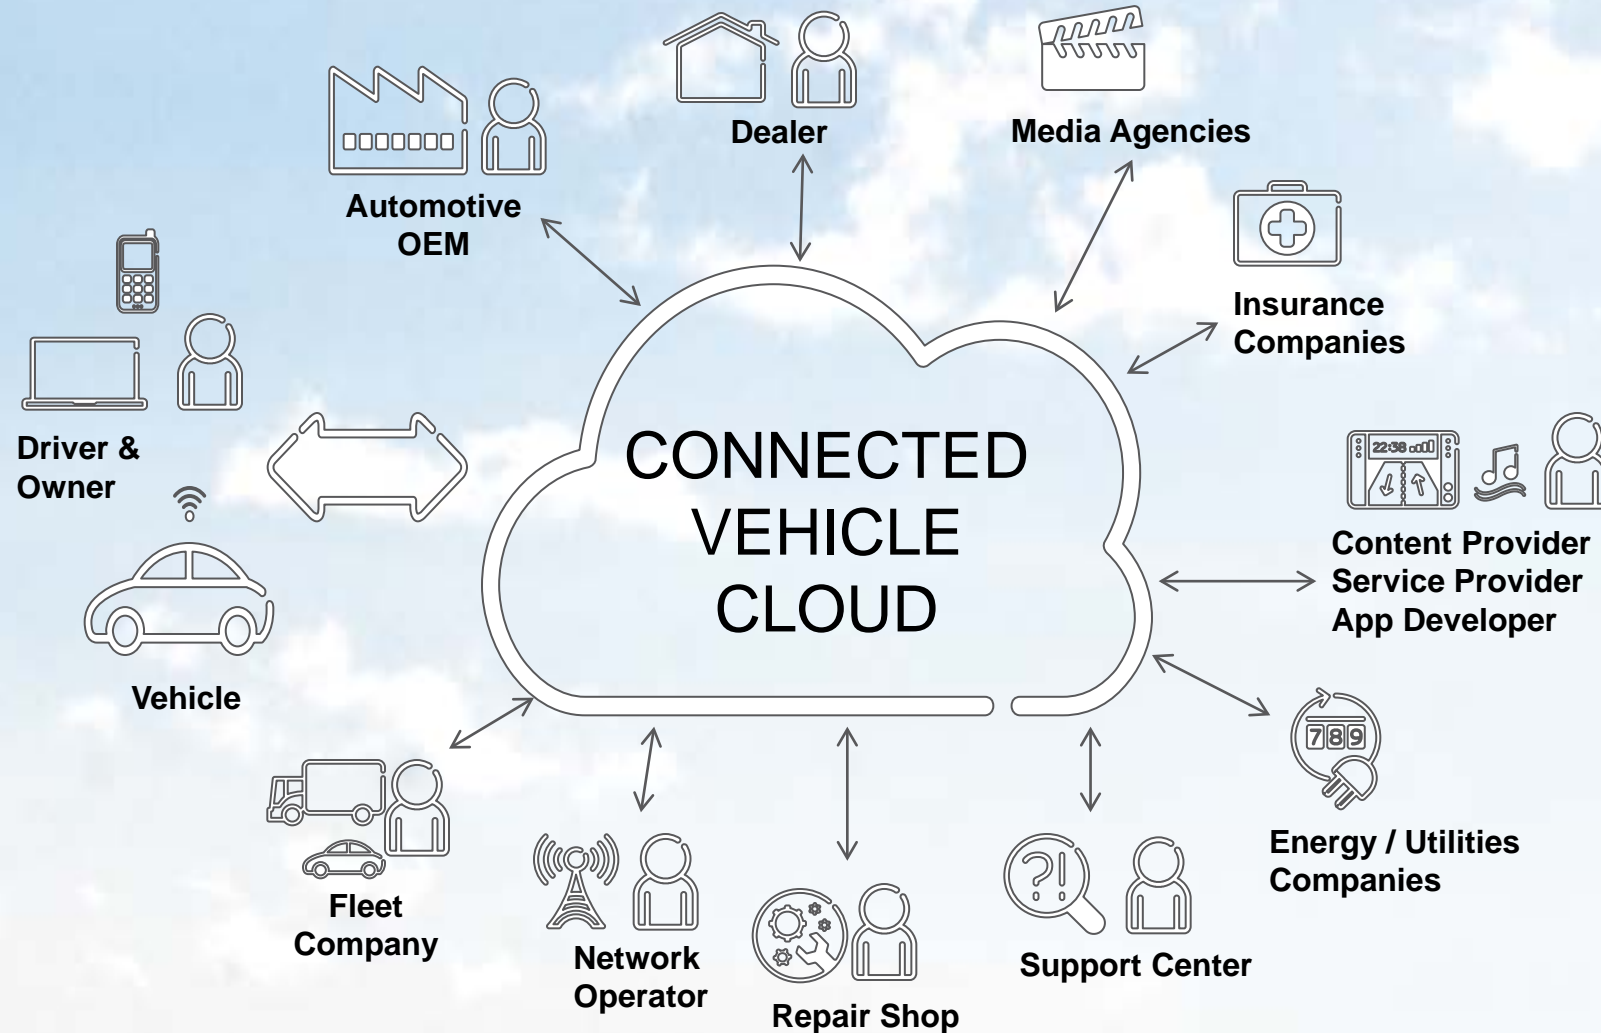 Dealer
Media Agencies
Automotive
OEM
Insurance
Companies
Driver &
Owner
CONNECTED
VEHICLE
CLOUD
22:38
Content Provider
Service Provider
App Developer
Vehicle
789
Energy / Utilities
Companies
?!
Fleet
Company
Network
Operator
Support Center
Repair Shop